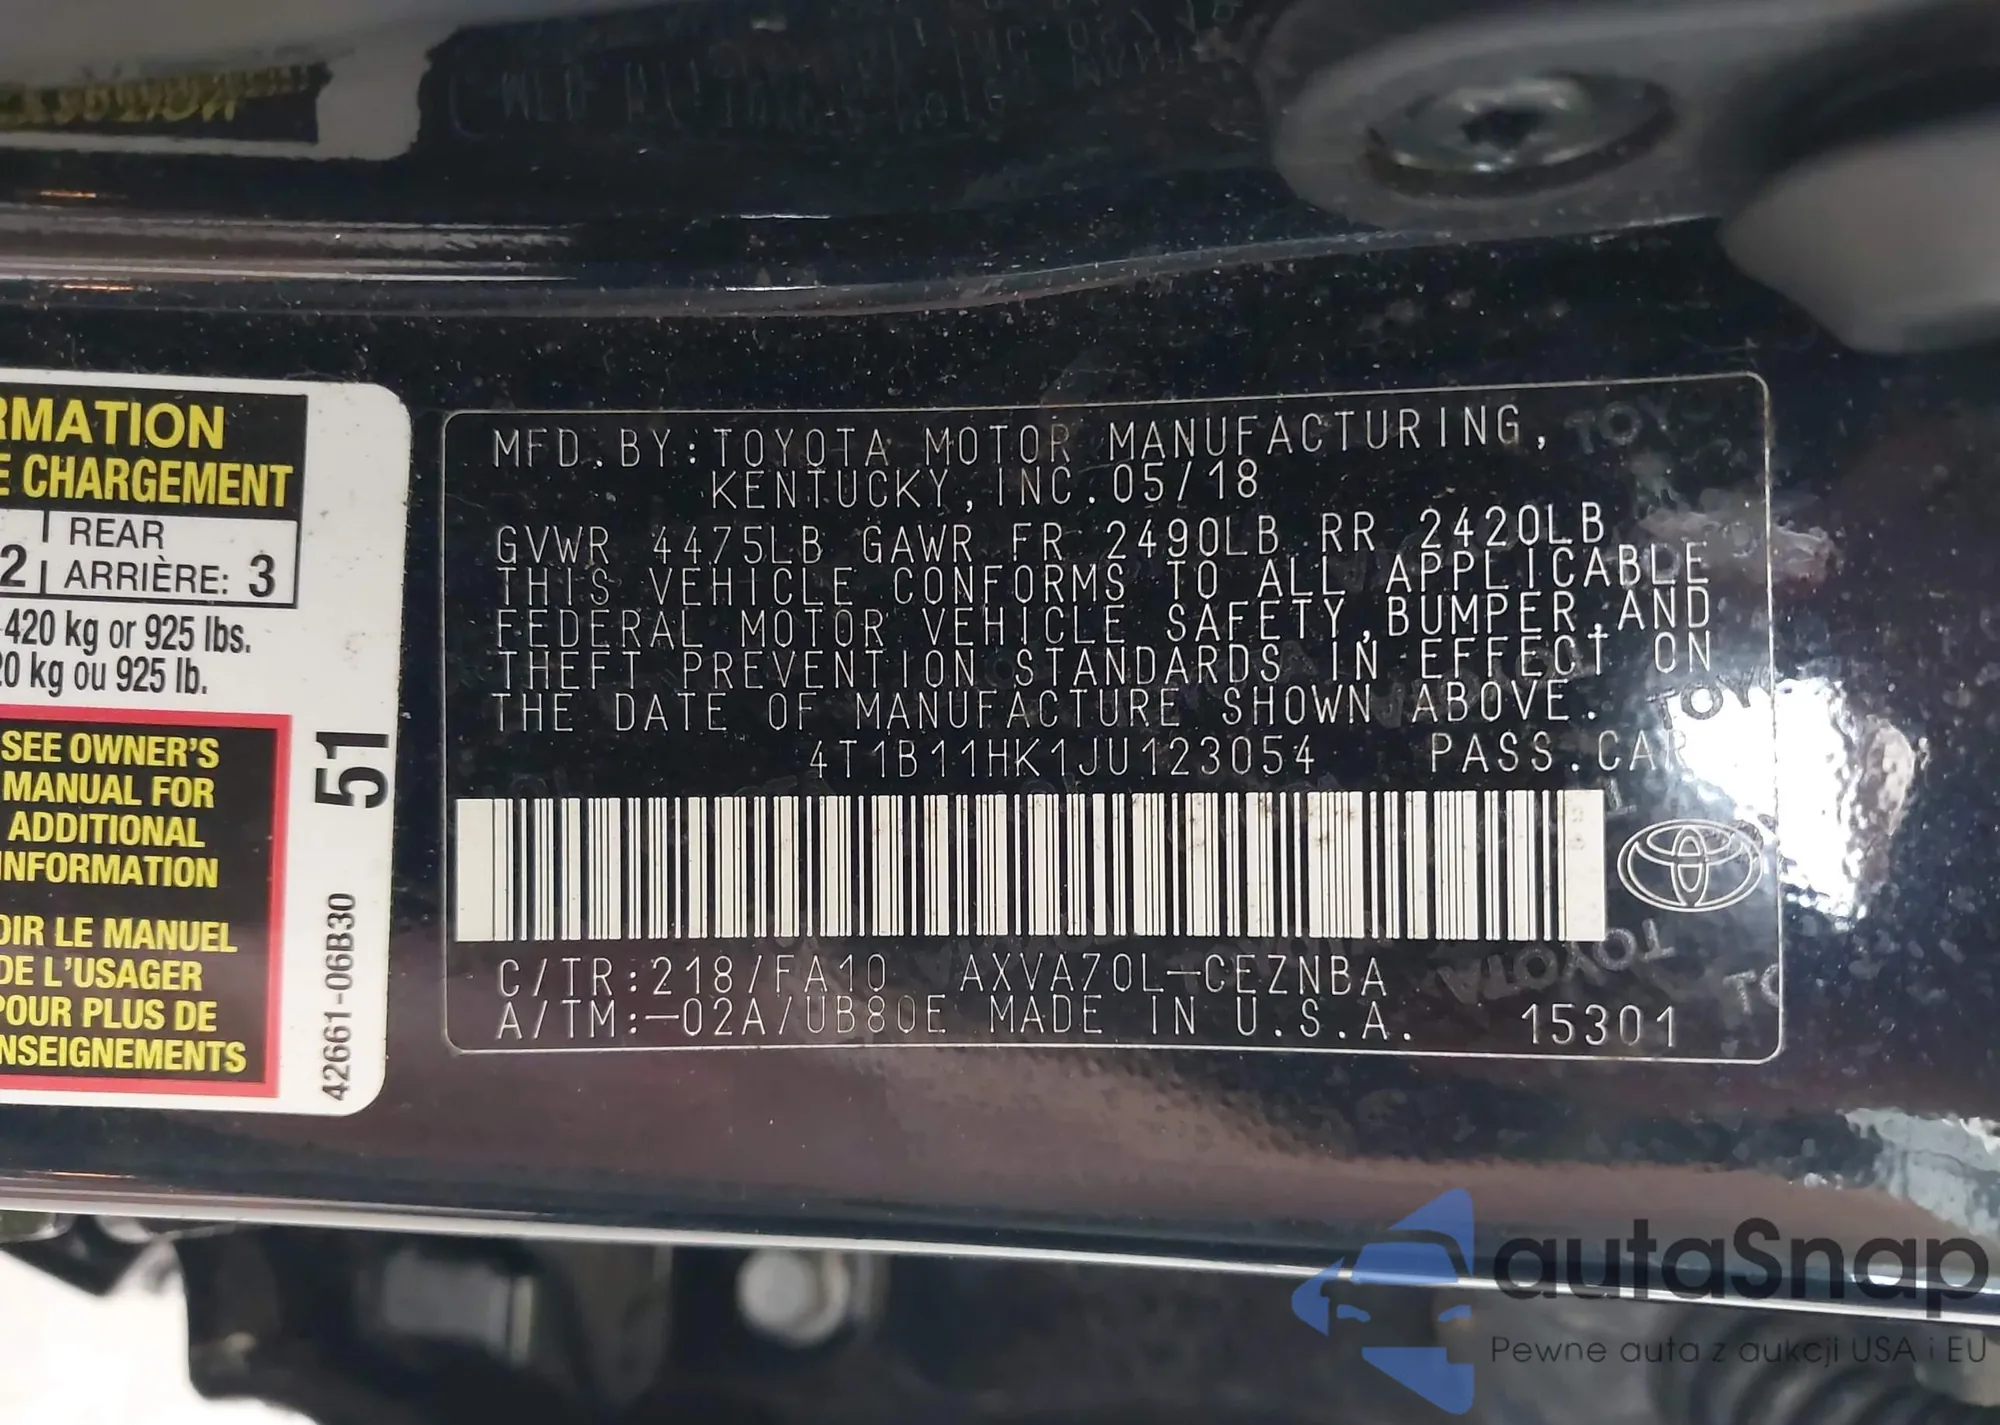 RMATION
E CHARGEMENT
REAR
2 ARRIÈRE: 3
420 kg or 925 lbs.
20 kg ou 925 lb.
SEE OWNER'S
MANUAL FOR
ADDITIONAL
INFORMATION
OIR LE MANUEL
DE L'USAGER
POUR PLUS DE
NSEIGNEMENTS
51
42661-06B30
MFD.BY:TOYOTA MOTOR MANUFACTURING,
KENTUCKY,INC.05/18
GVWR 4475LB GAWR FR 2490LB RR 2420LB
THIS VEHICLE CONFORMS TO ALL APPLICABLE
FEDERAL MOTOR VEHICLE SAFETY,BUMPER,AND
THEFT PREVENTION STANDARDS IN EFFECT ON
THE DATE OF MANUFACTURE SHOWN ABOVE.
4T1B11HK1JU123054 PASS.CAR
C/TR:218/FA10 AXVA70L-CEZNBA
A/TM:-02A/UB80E MADE IN U.S.A. 15301
autaSnap
Pewne auta z aukcji USA i EU